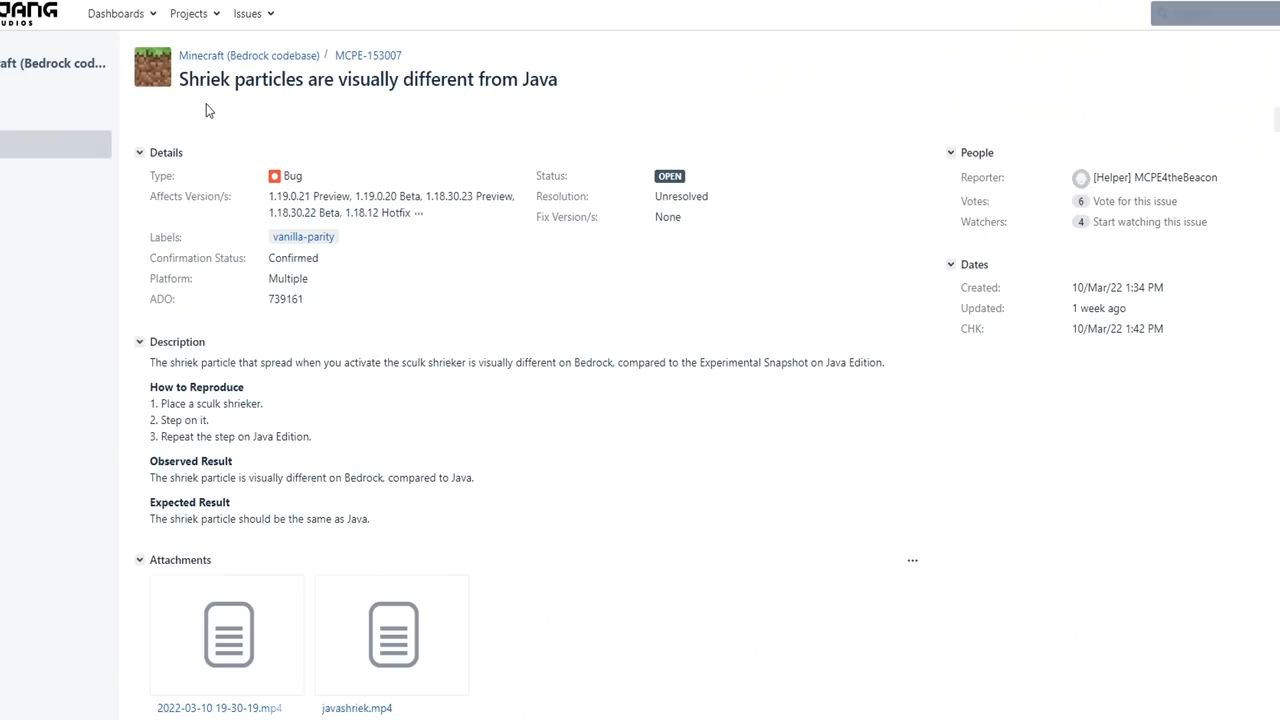 JANG
UDIOS
Dashboards
Projects
Issues
raft (Bedrock cod...
Minecraft (Bedrock codebase) / MCPE-153007
Shriek particles are visually different from Java
Details
Type: Bug
Affects Version/s: 1.19.0.21 Preview, 1.19.0.20 Beta, 1.18.30.23 Preview,
1.18.30.22 Beta, 1.18.12 Hotfix ...
Labels: vanilla-parity
Confirmation Status: Confirmed
Platform: Multiple
ADO: 739161
Status: OPEN
Resolution: Unresolved
Fix Version/s: None
People
Reporter: [Helper] MCPE4theBeacon
Votes: 6 Vote for this issue
Watchers: 4 Start watching this issue
Dates
Created: 10/Mar/22 1:34 PM
Updated: 1 week ago
CHK: 10/Mar/22 1:42 PM
Description
The shriek particle that spread when you activate the sculk shrieker is visually different on Bedrock, compared to the Experimental Snapshot on Java Edition.
How to Reproduce
1. Place a sculk shrieker.
2. Step on it.
3. Repeat the step on Java Edition.
Observed Result
The shriek particle is visually different on Bedrock, compared to Java.
Expected Result
The shriek particle should be the same as Java.
Attachments
2022-03-10 19-30-19.mp4
javashriek.mp4